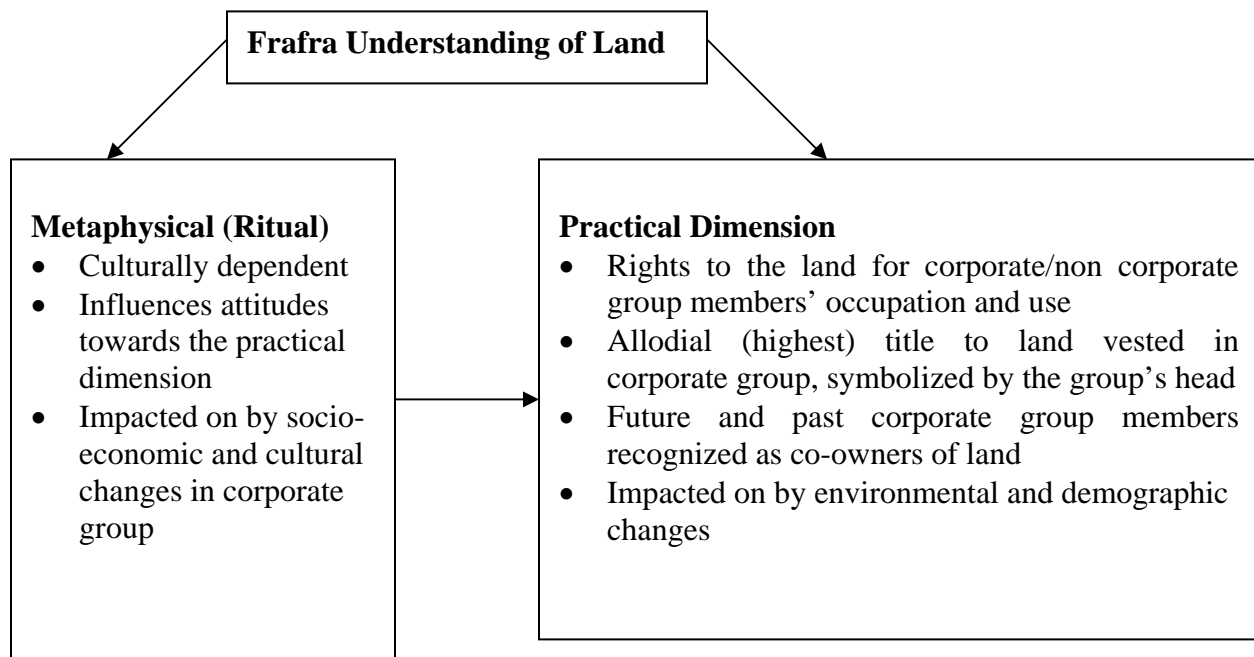 Frafra Understanding of Land
Metaphysical (Ritual)
• Culturally dependent
• Influences attitudes
towards the practical
dimension
• Impacted on by socio-
economic and cultural
changes in corporate
group
Practical Dimension
• Rights to the land for corporate/non corporate
group members’ occupation and use
• Allodial (highest) title to land vested in
corporate group, symbolized by the group’s head
• Future and past corporate group members
recognized as co-owners of land
• Impacted on by environmental and demographic
changes